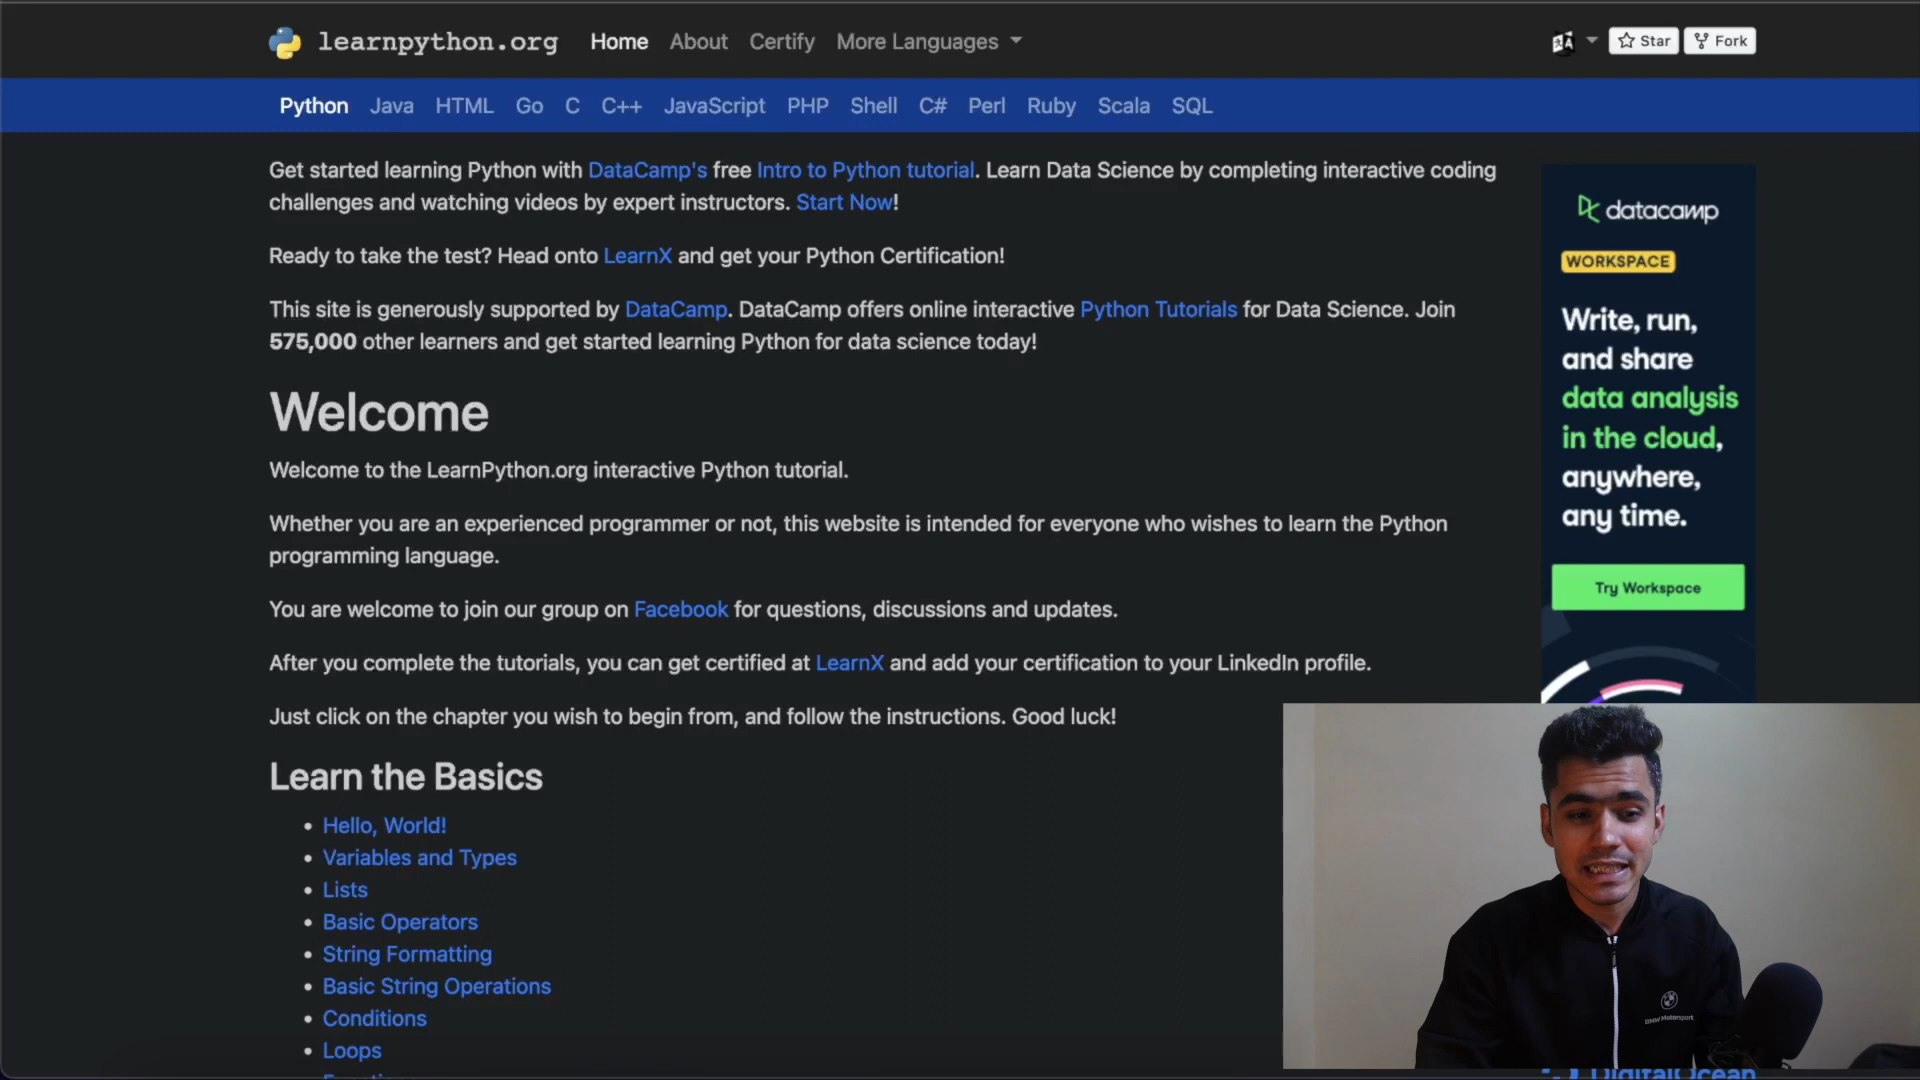 learnpython.org Home About Certify More Languages Star Fork
Python Java HTML Go C C++ JavaScript PHP Shell C# Perl Ruby Scala SQL
Get started learning Python with DataCamp's free Intro to Python tutorial. Learn Data Science by completing interactive coding
challenges and watching videos by expert instructors. Start Now!
Ready to take the test? Head onto LearnX and get your Python Certification!
This site is generously supported by DataCamp. DataCamp offers online interactive Python Tutorials for Data Science. Join
575,000 other learners and get started learning Python for data science today!
Welcome
Welcome to the LearnPython.org interactive Python tutorial.
Whether you are an experienced programmer or not, this website is intended for everyone who wishes to learn the Python
programming language.
You are welcome to join our group on Facebook for questions, discussions and updates.
After you complete the tutorials, you can get certified at LearnX and add your certification to your LinkedIn profile.
Just click on the chapter you wish to begin from, and follow the instructions. Good luck!
Learn the Basics
Hello, World!
Variables and Types
Lists
Basic Operators
String Formatting
Basic String Operations
Conditions
Loops
datacamp
WORKSPACE
Write, run,
and share
data analysis
in the cloud,
anywhere,
any time.
Try Workspace
BMW Motorsport
DigitalOcean